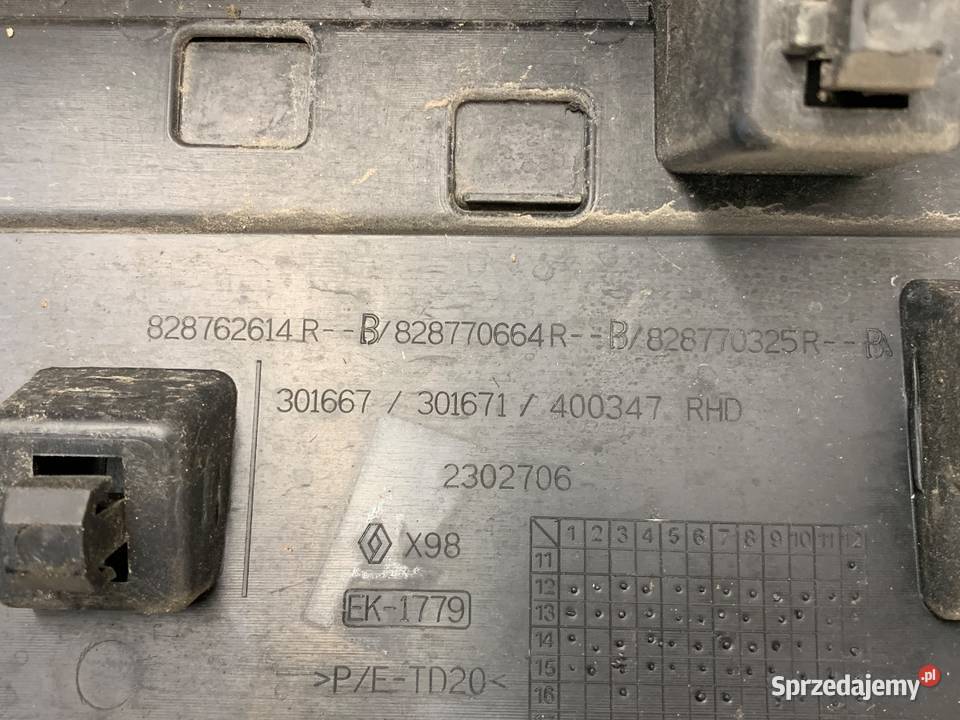 828762614R--B/828770664R--B/828770325R--B
301667 / 301671 / 400347 RHD
2302706
X98
EK-1779
>P/E-TD20<
1 2 3 4 5 6 7 8 9 10 11 12
11
12
13
14
15
16
Sprzedajemy.pl